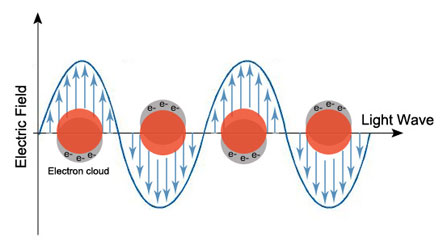 Electric Field
e- e- e-
e- e- e-
Light Wave
e- e- e-
e- e- e-
Electron cloud